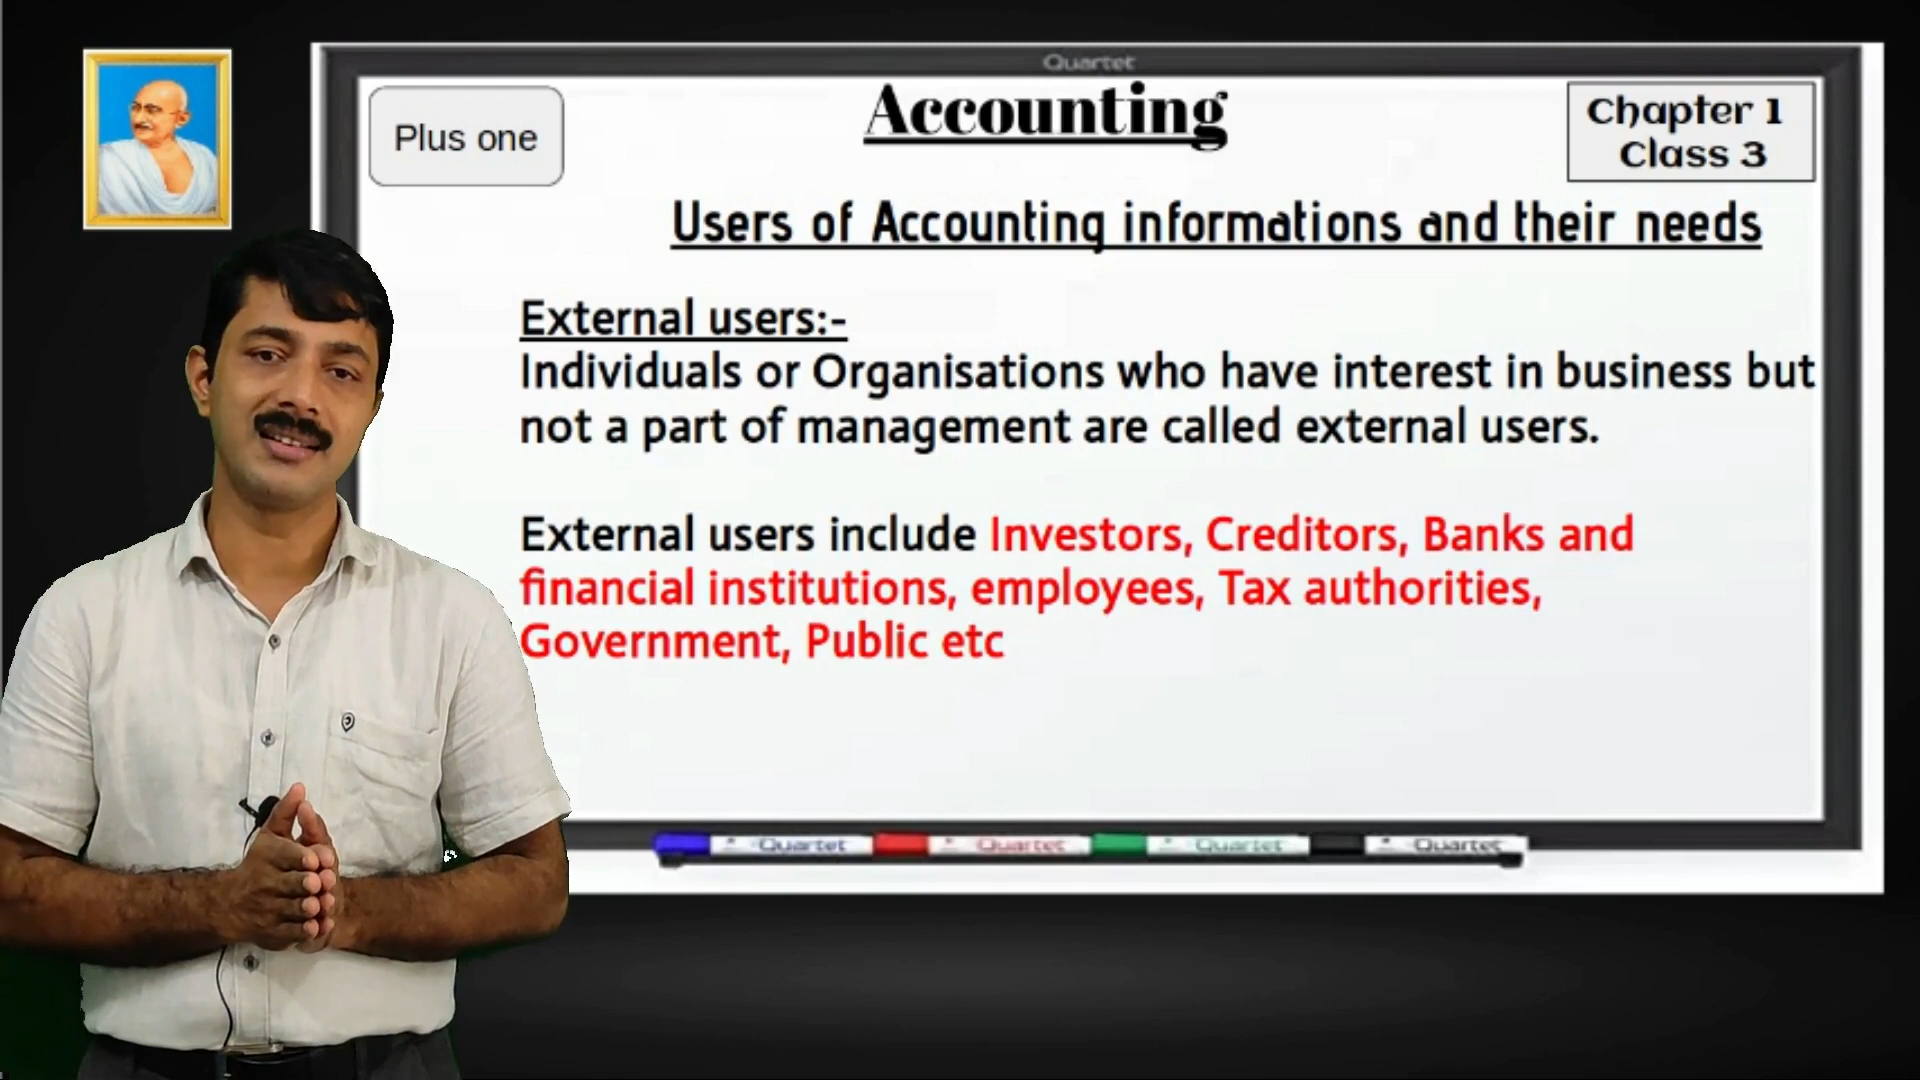 Quartet
Plus one
Accounting
Chapter 1
Class 3
Users of Accounting informations and their needs
External users:-
Individuals or Organisations who have interest in business but
not a part of management are called external users.
External users include Investors, Creditors, Banks and
financial institutions, employees, Tax authorities,
Government, Public etc
Quartet Quartet Quartet Quartet